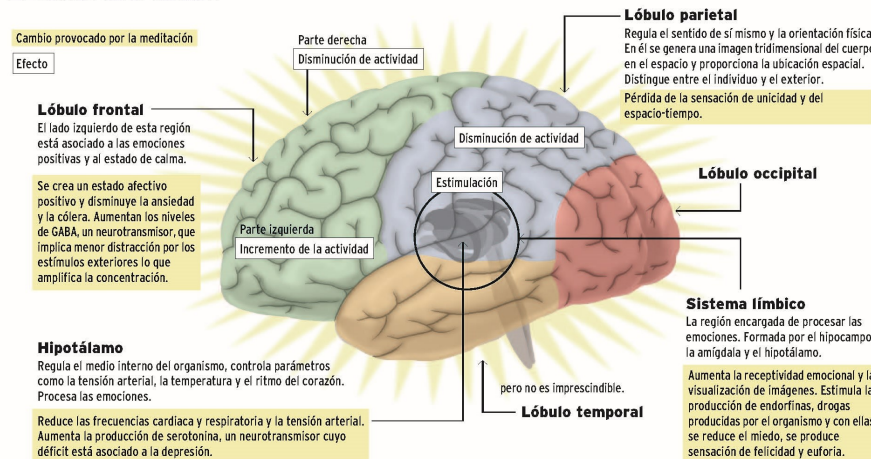 Cambio provocado por la meditación
Efecto
Parte derecha
Disminución de actividad
Lóbulo parietal
Regula el sentido de sí mismo y la orientación física
En él se genera una imagen tridimensional del cuerpo
en el espacio y proporciona la ubicación espacial.
Distingue entre el individuo y el exterior.
Pérdida de la sensación de unicidad y del
espacio-tiempo.
Lóbulo frontal
El lado izquierdo de esta región
está asociado a las emociones
positivas y al estado de calma.
Se crea un estado afectivo
positivo y disminuye la ansiedad
y la cólera. Aumentan los niveles
de GABA, un neurotransmisor, que
implica menor distracción por los
estímulos exteriores lo que
amplifica la concentración.
Disminución de actividad
Estimulación
Parte izquierda
Incremento de la actividad
Lóbulo occipital
Sistema límbico
La región encargada de procesar las
emociones. Formada por el hipocampo
la amígdala y el hipotálamo.
Aumenta la receptividad emocional y la
visualización de imágenes. Estimula la
producción de endorfinas, drogas
producidas por el organismo y con ellas
se reduce el miedo, se produce
sensación de felicidad y euforia.
Hipotálamo
Regula el medio interno del organismo, controla parámetros
como la tensión arterial, la temperatura y el ritmo del corazón.
Procesa las emociones.
Reduce las frecuencias cardiaca y respiratoria y la tensión arterial.
Aumenta la producción de serotonina, un neurotransmisor cuyo
déficit está asociado a la depresión.
pero no es imprescindible.
Lóbulo temporal